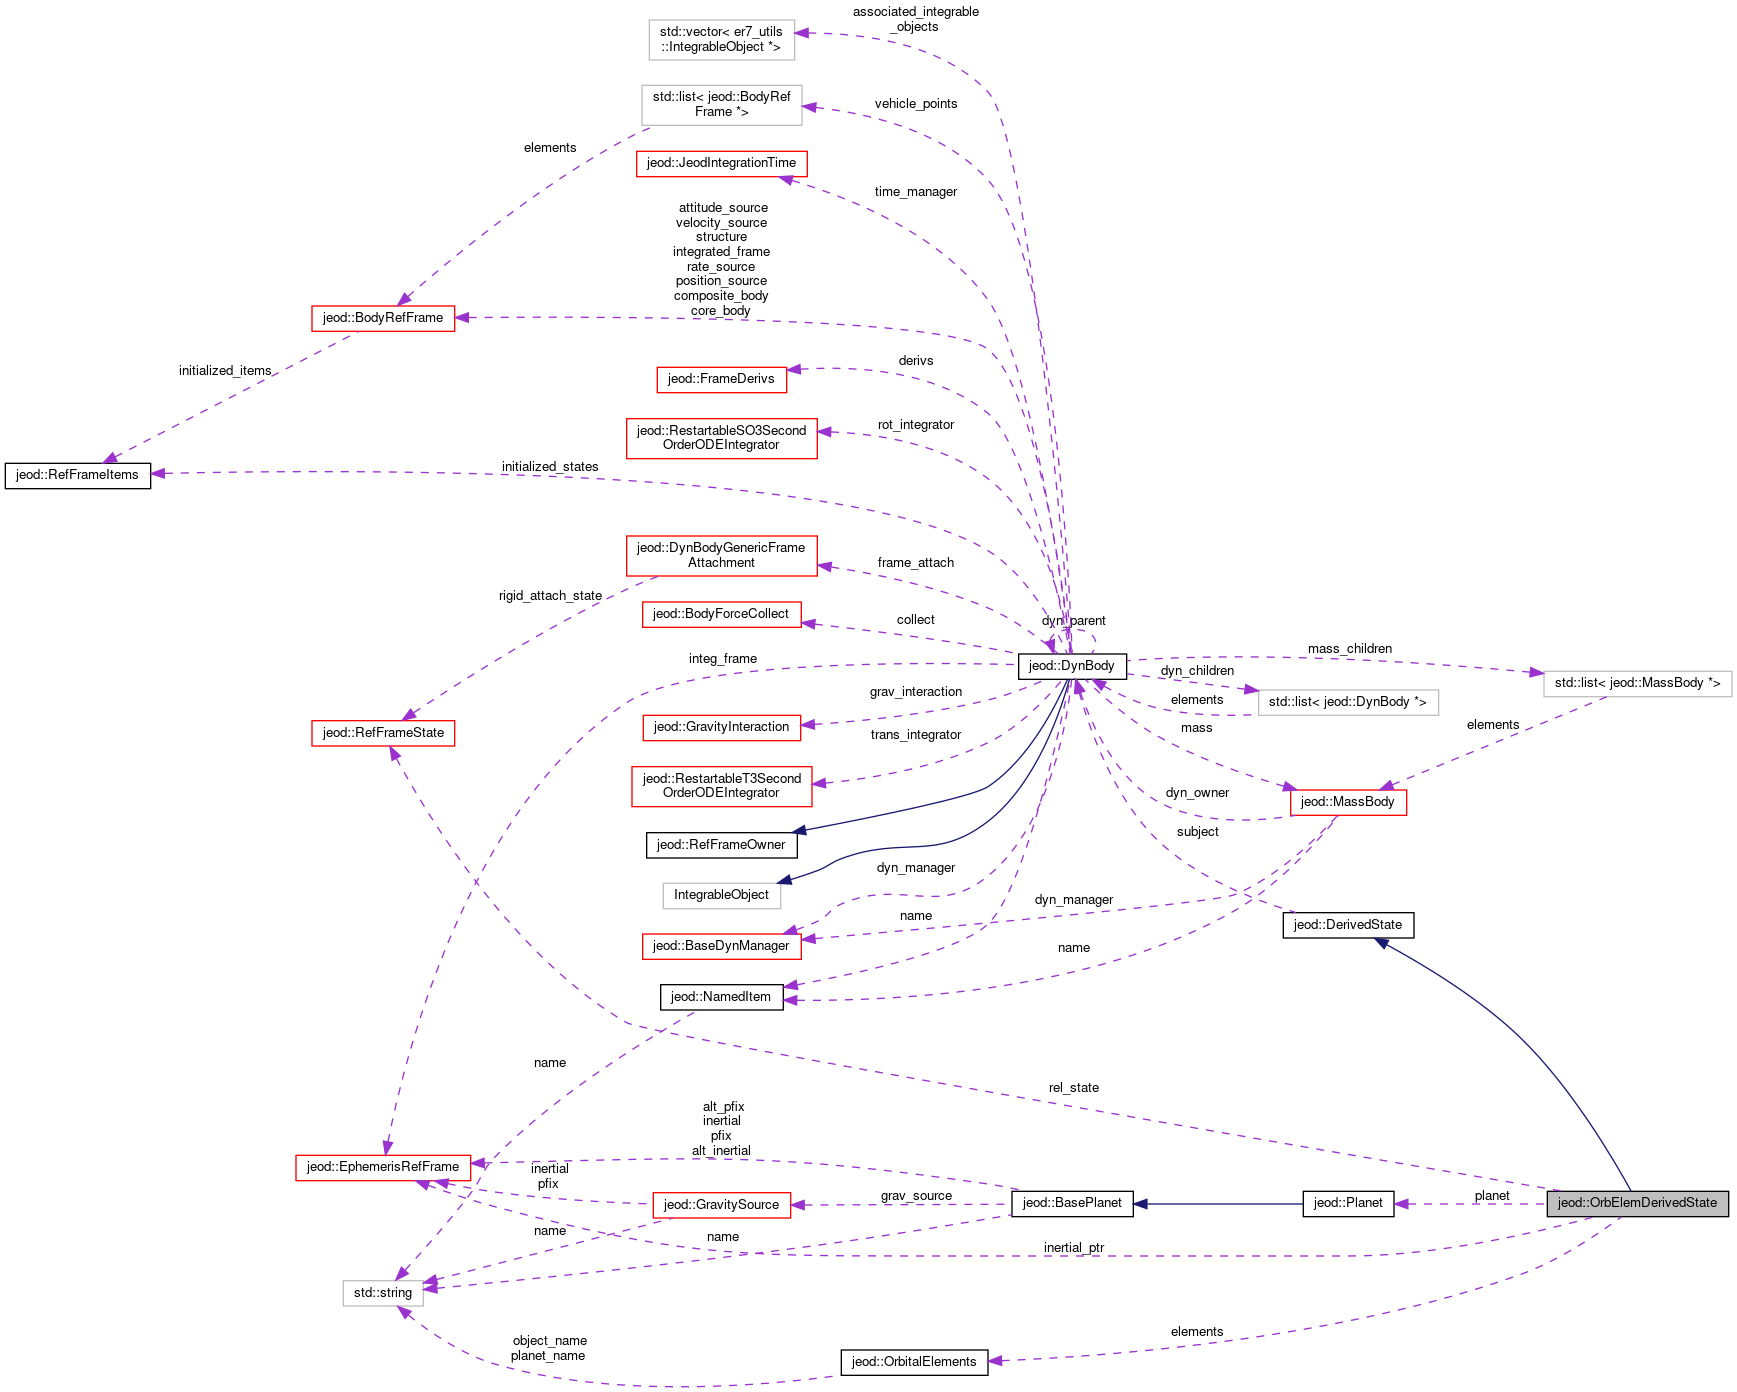 associated_integrable
_objects
std::vector< er7_utils
::IntegrableObject *>
std::list< jeod::BodyRef
Frame *>
vehicle_points
elements
jeod::JeodIntegrationTime
time_manager
attitude_source
velocity_source
structure
integrated_frame
rate_source
position_source
composite_body
core_body
jeod::BodyRefFrame
initialized_items
derivs
jeod::FrameDerivs
rot_integrator
jeod::RestartableSO3Second
OrderODEIntegrator
initialized_states
jeod::RefFrameItems
jeod::DynBodyGenericFrame
Attachment
frame_attach
rigid_attach_state
jeod::BodyForceCollect
collect
dyn_parent
jeod::DynBody
mass_children
integ_frame
dyn_children
std::list< jeod::MassBody *>
grav_interaction
elements
std::list< jeod::DynBody *>
jeod::RefFrameState
jeod::GravityInteraction
mass
elements
trans_integrator
jeod::RestartableT3Second
OrderODEIntegrator
dyn_owner
jeod::MassBody
subject
jeod::RefFrameOwner
dyn_manager
IntegrableObject
dyn_manager
name
jeod::DerivedState
jeod::BaseDynManager
name
jeod::NamedItem
name
rel_state
alt_pfix
inertial
pfix
alt_inertial
jeod::EphemerisRefFrame
inertial
pfix
jeod::GravitySource
grav_source
jeod::BasePlanet
jeod::Planet
planet
jeod::OrbElemDerivedState
name
name
inertial_ptr
std::string
elements
object_name
planet_name
jeod::OrbitalElements